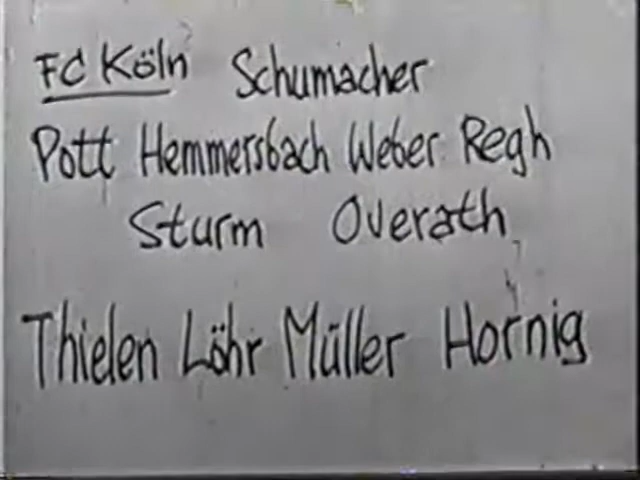 FC Köln Schumacher
Pott Hemmersbach Weber Regh
Sturm Overath
Thielen Löhr Müller Hornig